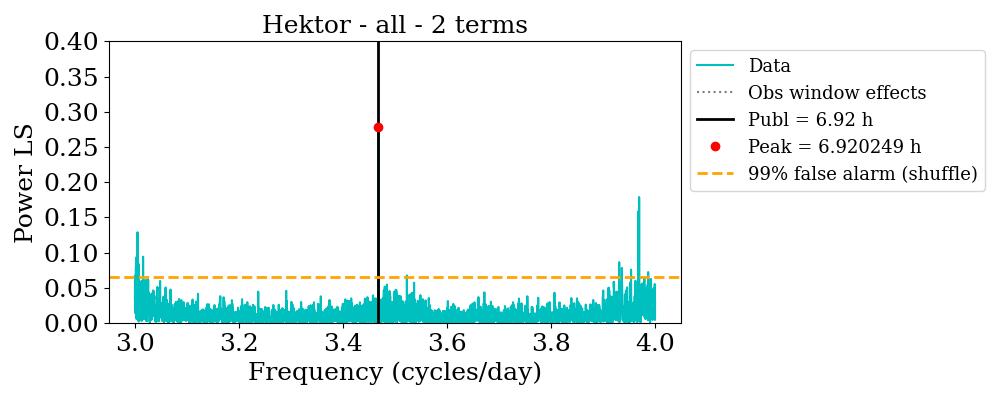 Hektor - all - 2 terms
0.40
0.35
0.30
0.25
0.20
0.15
0.10
0.05
0.00
Power LS
3.0 3.2 3.4 3.6 3.8 4.0
Frequency (cycles/day)
Data
Obs window effects
Publ = 6.92 h
Peak = 6.920249 h
99% false alarm (shuffle)